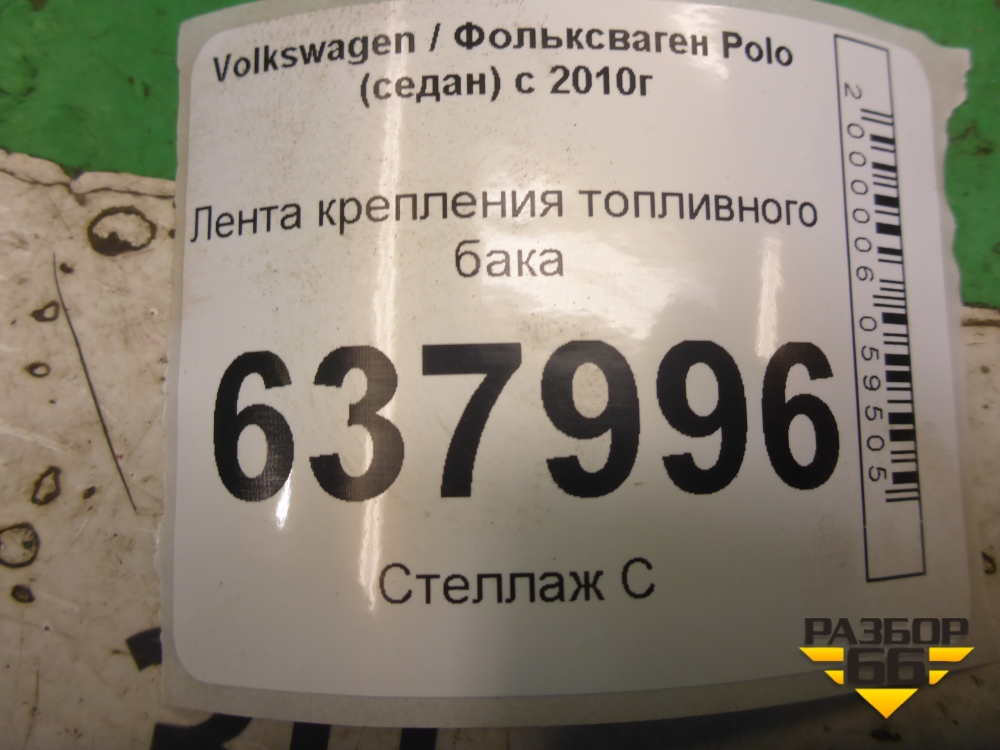 Volkswagen / Фольксваген Polo
(седан) с 2010г
Лента крепления топливного
бака
637996
Стеллаж С
2000006059505
РАЗБОР
66